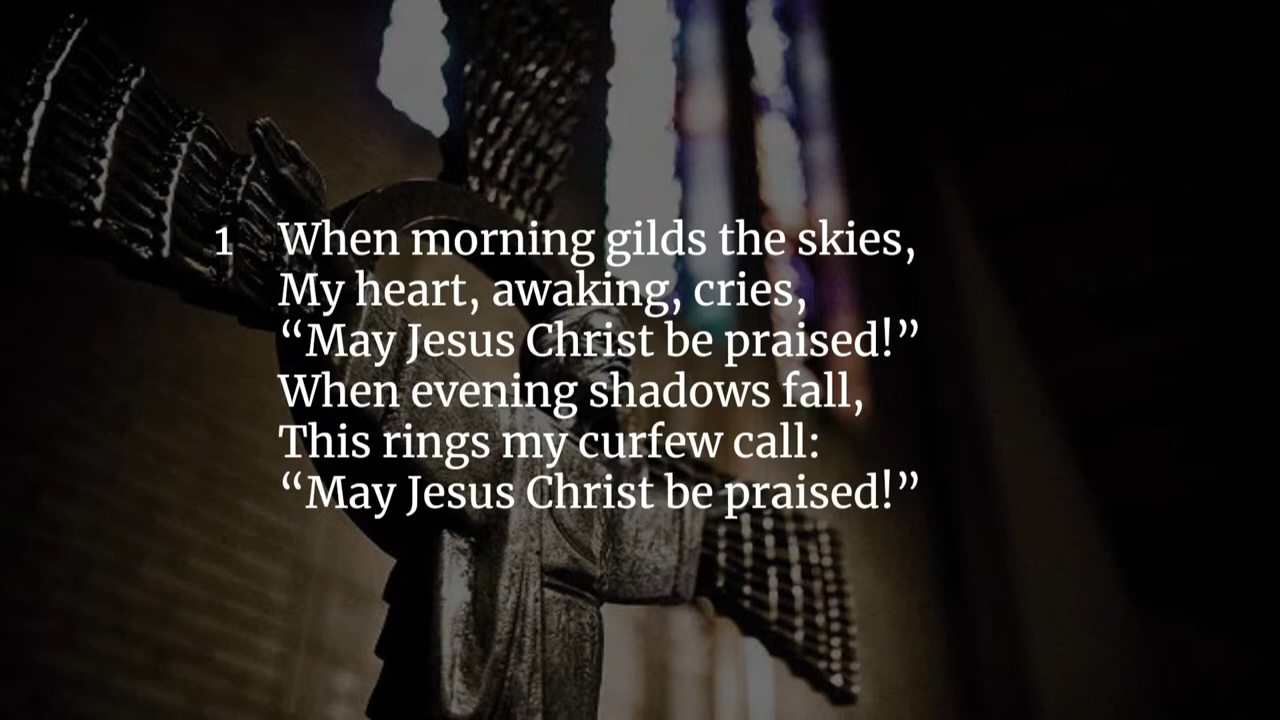 1 When morning gilds the skies,
My heart, awaking, cries,
“May Jesus Christ be praised!”
When evening shadows fall,
This rings my curfew call:
“May Jesus Christ be praised!”